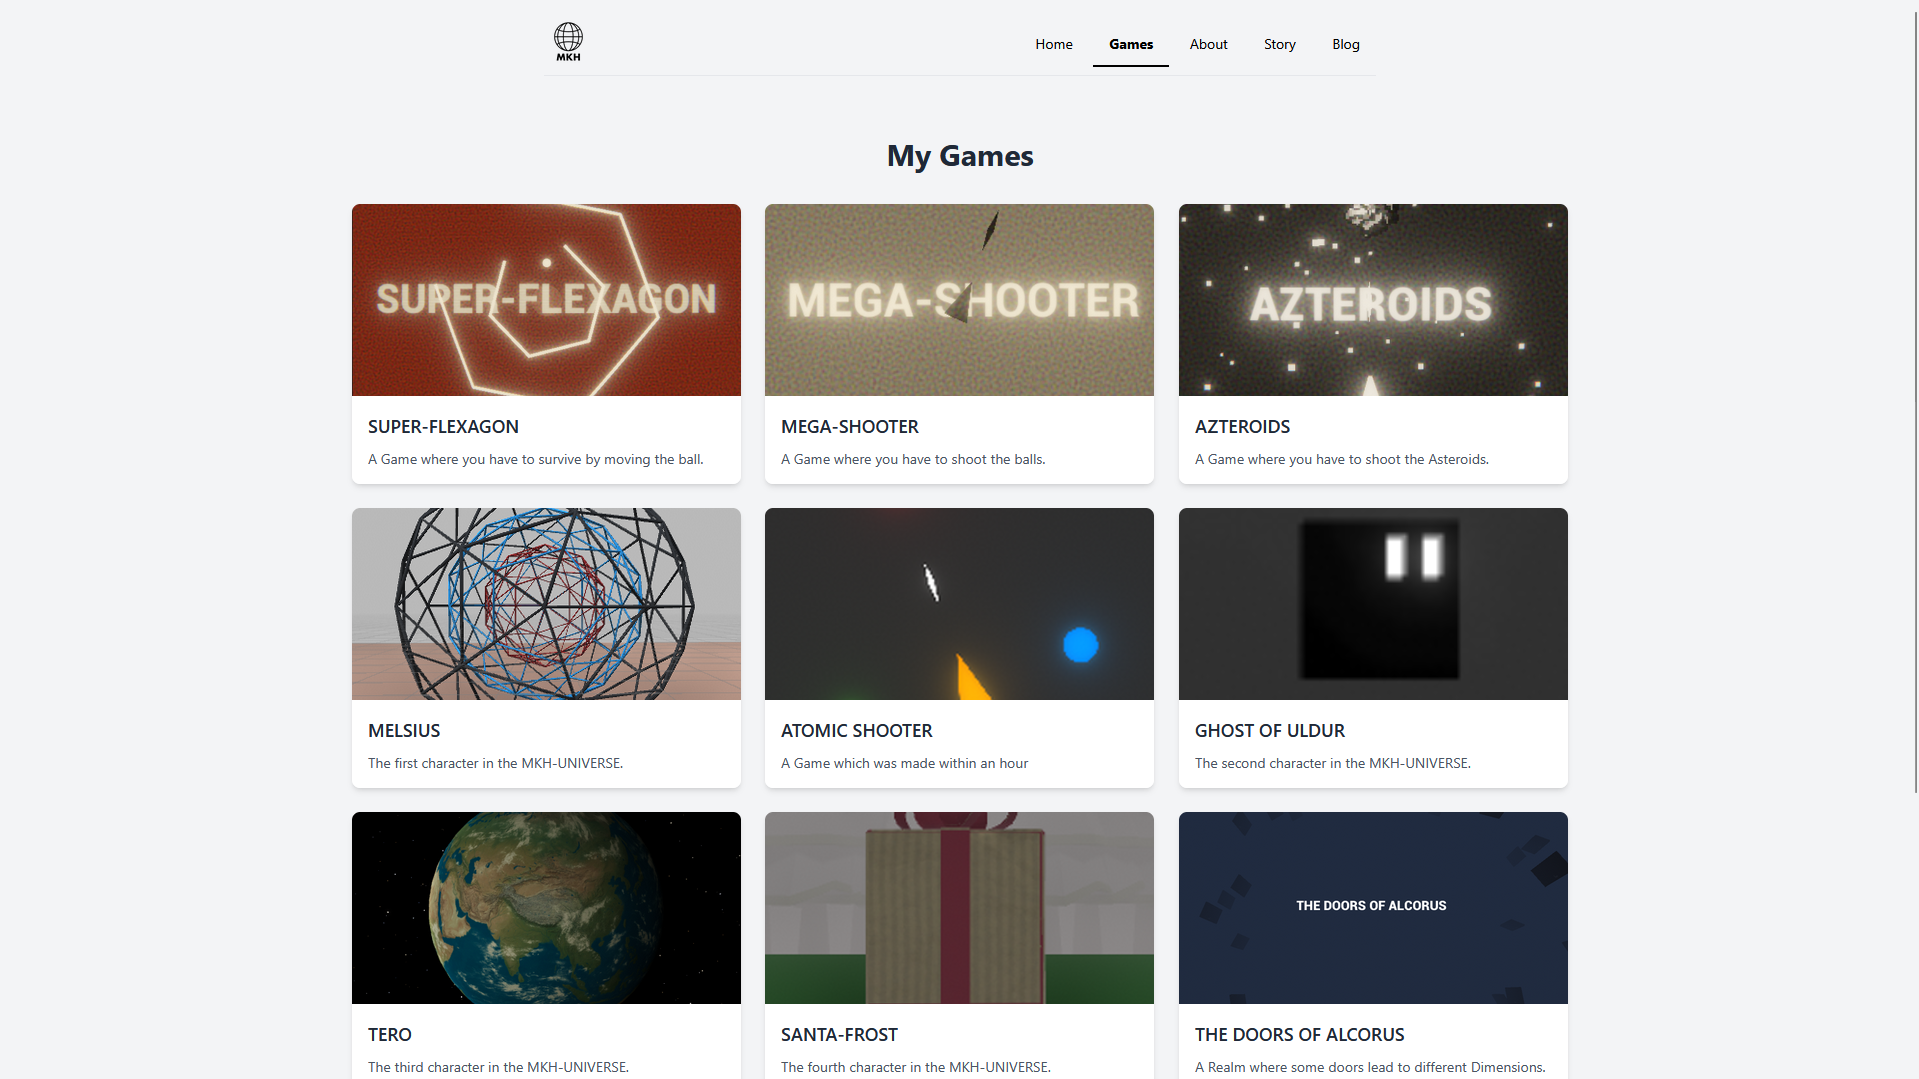 MKH
Home
Games
About
Story
Blog
My Games
SUPER-FLEXAGON
MEGA-SHOOTER
AZTEROIDS
SUPER-FLEXAGON
A Game where you have to survive by moving the ball.
MEGA-SHOOTER
A Game where you have to shoot the balls.
AZTEROIDS
A Game where you have to shoot the Asteroids.
MELSIUS
The first character in the MKH-UNIVERSE.
ATOMIC SHOOTER
A Game which was made within an hour
GHOST OF ULDUR
The second character in the MKH-UNIVERSE.
THE DOORS OF ALCORUS
TERO
The third character in the MKH-UNIVERSE.
SANTA-FROST
The fourth character in the MKH-UNIVERSE.
THE DOORS OF ALCORUS
A Realm where some doors lead to different Dimensions.